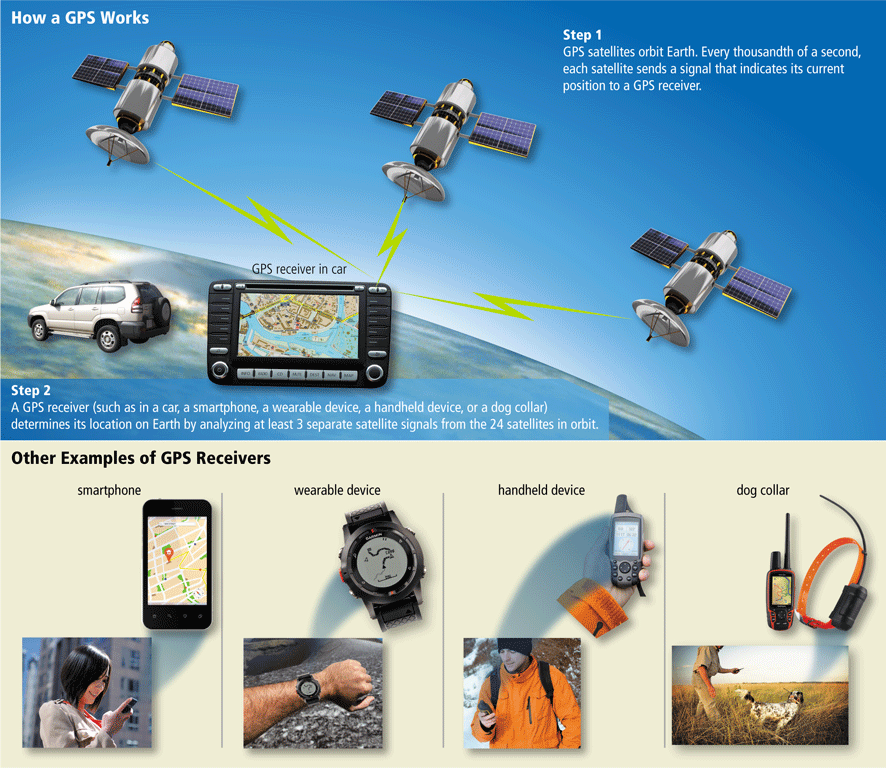 How a GPS Works
Step 1
GPS satellites orbit Earth. Every thousandth of a second,
each satellite sends a signal that indicates its current
position to a GPS receiver.
GPS receiver in car
Step 2
A GPS receiver (such as in a car, a smartphone, a wearable device, a handheld device, or a dog collar)
determines its location on Earth by analyzing at least 3 separate satellite signals from the 24 satellites in orbit.
Other Examples of GPS Receivers
smartphone
wearable device
handheld device
dog collar
GARMIN